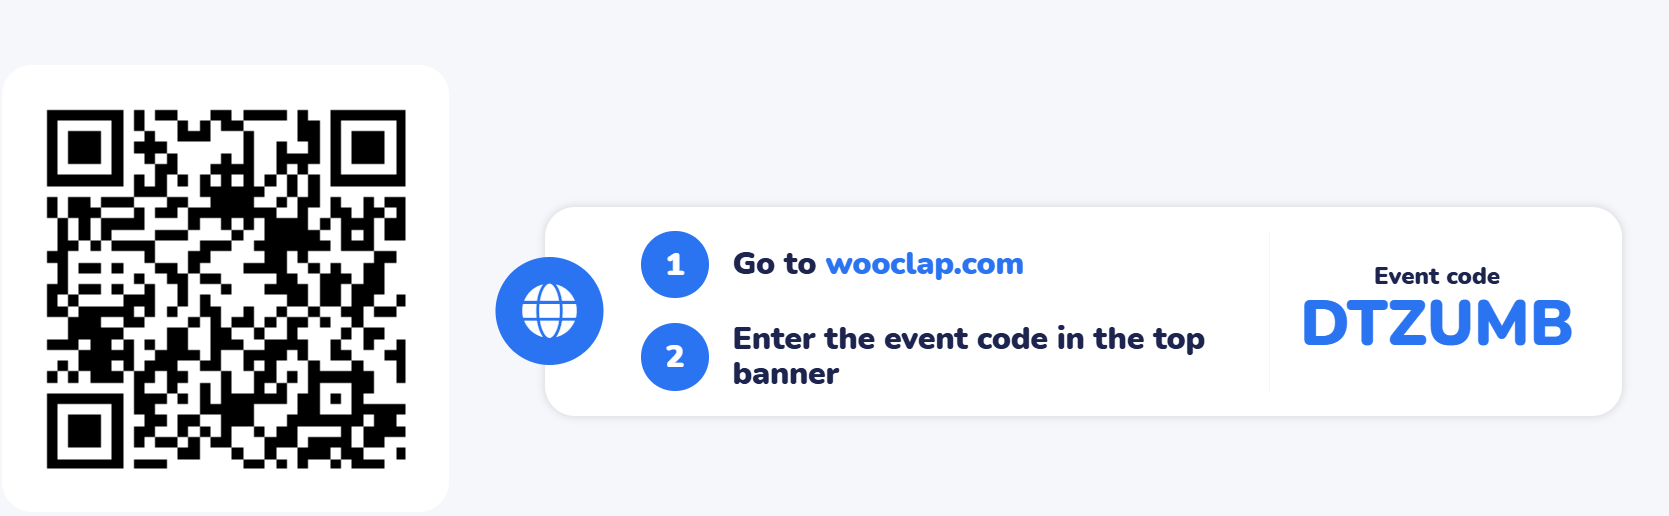 1
Go to wooclap.com
2
Enter the event code in the top
banner
Event code
DTZUMB